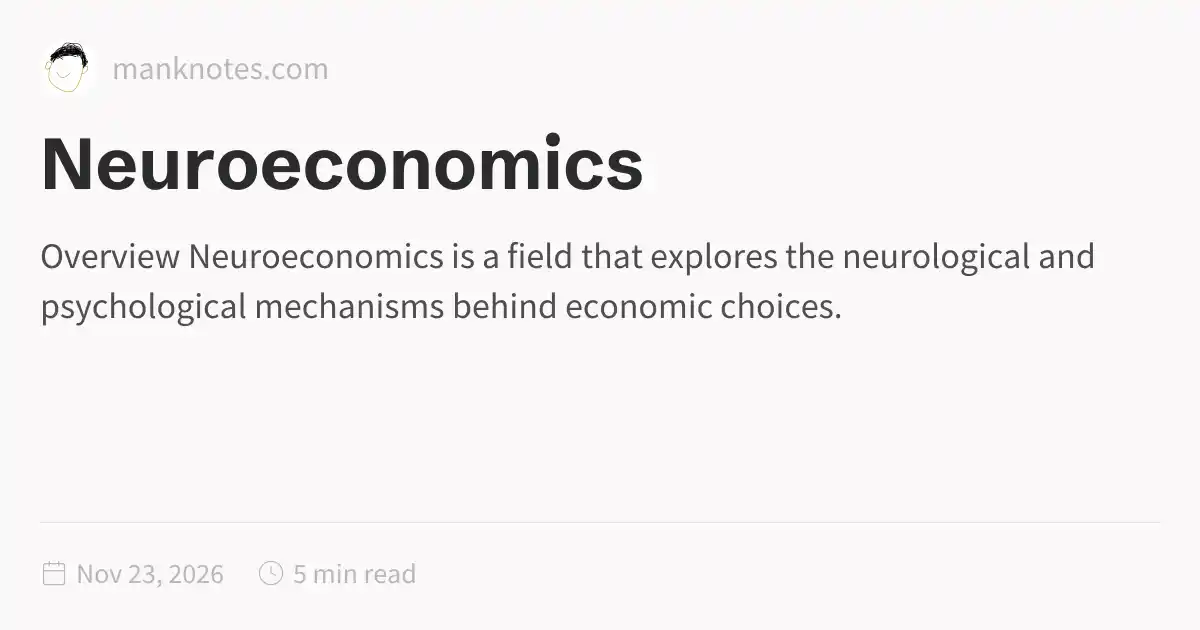 manknotes.com
Neuroeconomics
Overview Neuroeconomics is a field that explores the neurological and
psychological mechanisms behind economic choices.
Nov 23, 2026 5 min read